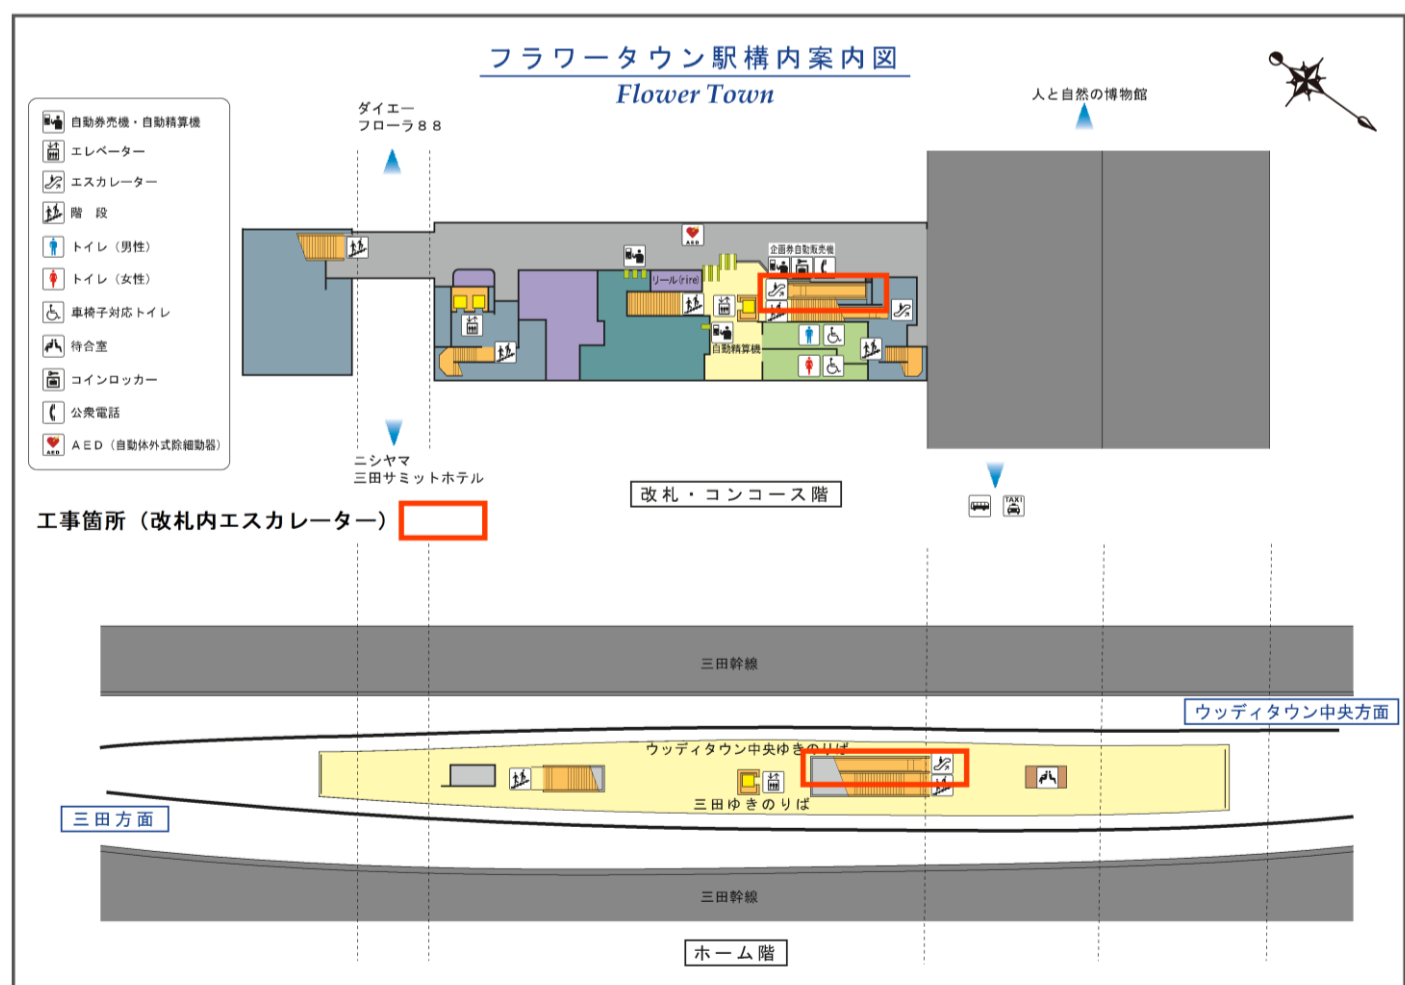 フラワータウン駅構内案内図
Flower Town
自動券売機・自動精算機
エレベーター
エスカレーター
階 段
トイレ（男性）
トイレ（女性）
車椅子対応トイレ
待合室
コインロッカー
公衆電話
AED
AED（自動体外式除細動器）
ダイエー
フローラ８８
人と自然の博物館
AED
企画券自動販売機
リール(rire)
自動精算機
ニシヤマ
三田サミットホテル
改札・コンコース階
TAXI
工事箇所（改札内エスカレーター）
三田幹線
ウッディタウン中央方面
ウッディタウン中央ゆきのりば
三田ゆきのりば
三田方面
三田幹線
ホーム階